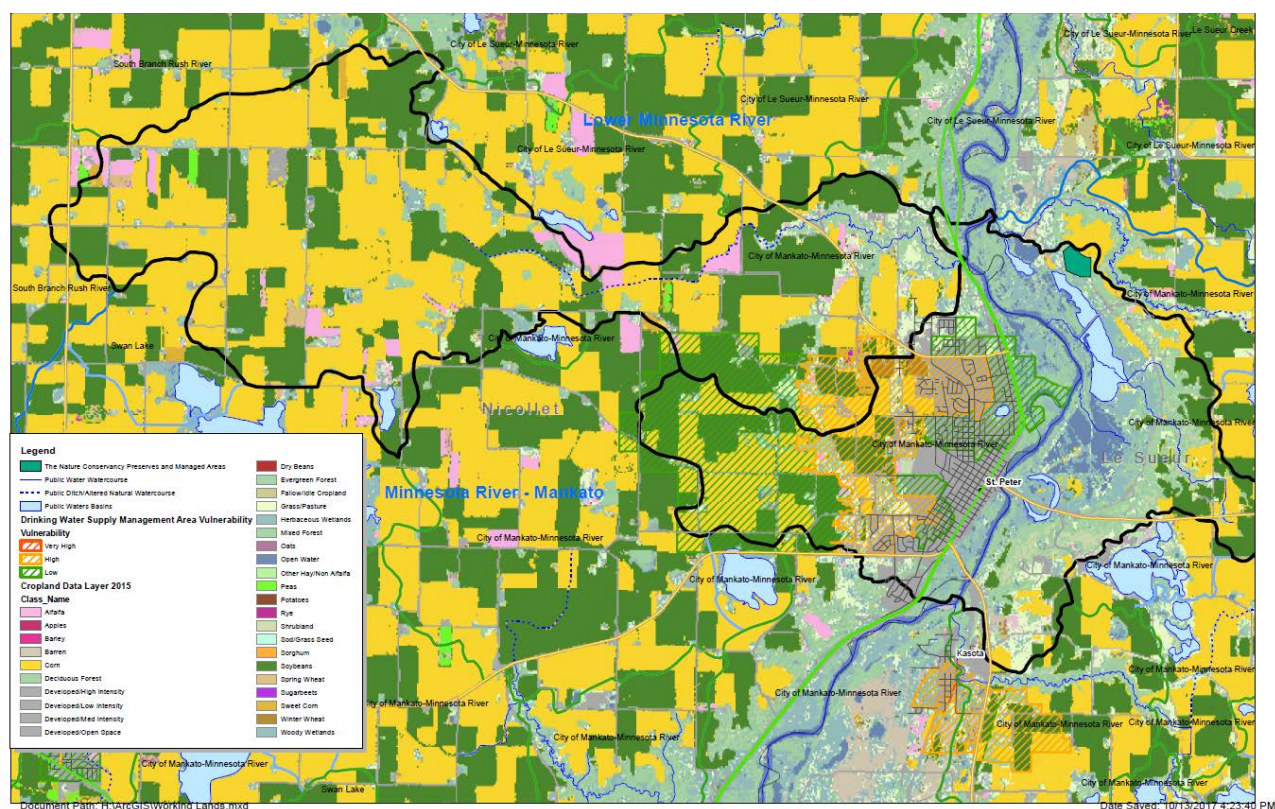 City of Le Sueur-Minnesota River
City of Le Sueur-Minnesota River
Le Sueur Creek
South Branch Rush River
City of Le Sueur-Minnesota River
Lower Minnesota River
City of Le Sueur-Minnesota River
City of Le Sueur-Minnesota River
City of Le Sueur-Minnesota River
City of Mankato-Minnesota River
South Branch Rush River
City of Mankato-Minnesota River
City of Mankato-Minnesota River
Swan Lake
Nicollet
City of Mankato-Minnesota River
City of Mankato-Minnesota River
Le Sueur
St. Peter
Minnesota River - Mankato
City of Mankato-Minnesota River
City of Mankato-Minnesota River
City of Mankato-Minnesota River
Kasota
City of Mankato-Minnesota River
City of Mankato-Minnesota River
City of Mankato-Minnesota River
City of Mankato-Minnesota River
City of Mankato-Minnesota River
City of Mankato-Minnesota River
Swan Lake
City of Mankato-Minnesota River
Legend
The Nature Conservancy Preserves and Managed Areas
Public Water Watercourse
Public Ditch/Altered Natural Watercourse
Public Waters Basins
Drinking Water Supply Management Area Vulnerability
Vulnerability
Very High
High
Low
Cropland Data Layer 2015
Class_Name
Alfalfa
Apples
Barley
Barren
Corn
Deciduous Forest
Developed/High Intensity
Developed/Low Intensity
Developed/Med Intensity
Developed/Open Space
Dry Beans
Evergreen Forest
Fallow/Idle Cropland
Grass/Pasture
Herbaceous Wetlands
Mixed Forest
Oats
Open Water
Other Hay/Non Alfalfa
Peas
Potatoes
Rye
Shrubland
Sod/Grass Seed
Sorghum
Soybeans
Spring Wheat
Sugarbeets
Sweet Corn
Winter Wheat
Woody Wetlands
Document Path: H:\ArcGIS\Working Lands.mxd
Date Saved: 10/13/2017 4:23:40 PM